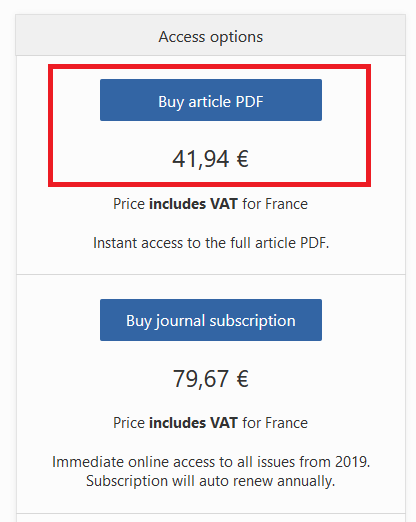 Access options
Buy article PDF
41,94 €
Price includes VAT for France
Instant access to the full article PDF.
Buy journal subscription
79,67 €
Price includes VAT for France
Immediate online access to all issues from 2019.
Subscription will auto renew annually.